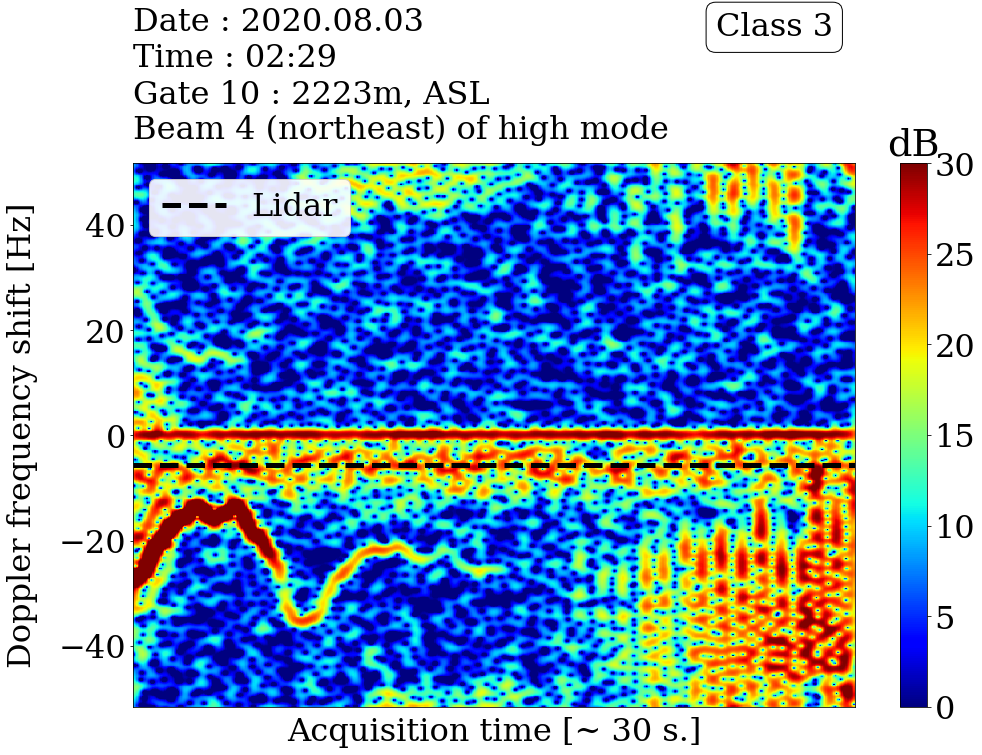 Date : 2020.08.03
Class 3
Time : 02:29
Gate 10 : 2223m, ASL
Beam 4 (northeast) of high mode
dB
Lidar
Doppler frequency shift [Hz]
40
20
0
−20
−40
30
25
20
15
10
5
0
Acquisition time [~ 30 s.]